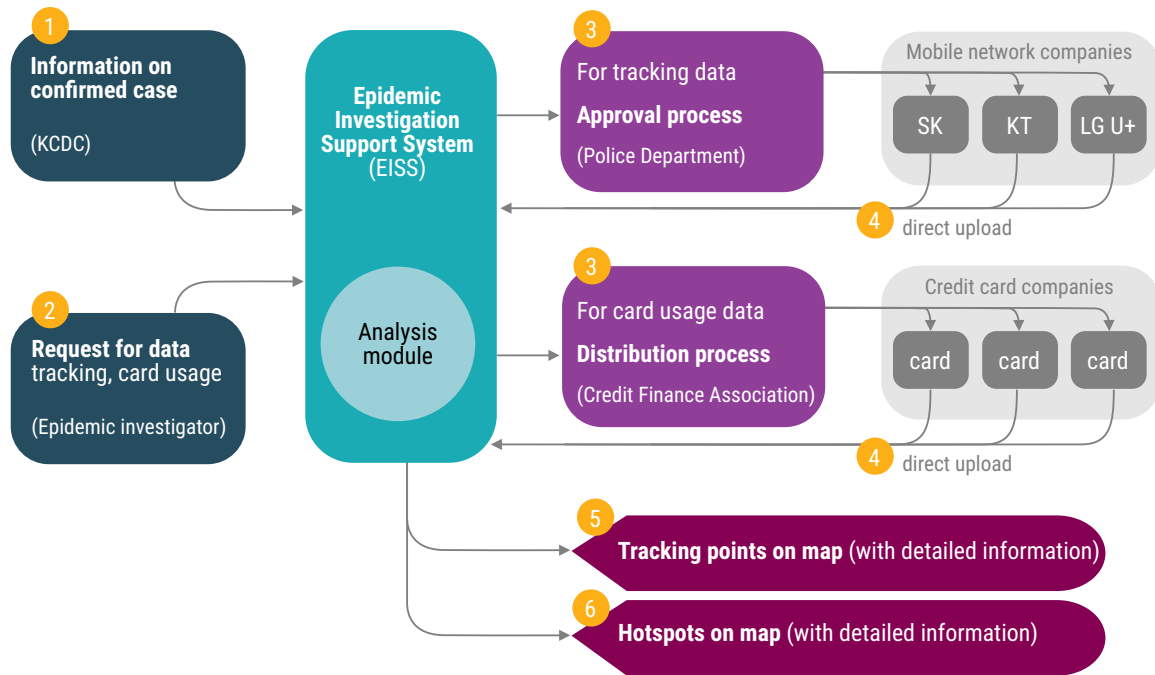 1
Information on
confirmed case
(KCDC)
2
Request for data
tracking, card usage
(Epidemic investigator)
Epidemic
Investigation
Support System
(EISS)
Analysis
module
3
For tracking data
Approval process
(Police Department)
Mobile network companies
SK
KT
LG U+
4
direct upload
3
For card usage data
Distribution process
(Credit Finance Association)
Credit card companies
card
card
card
4
direct upload
5
Tracking points on map (with detailed information)
6
Hotspots on map (with detailed information)